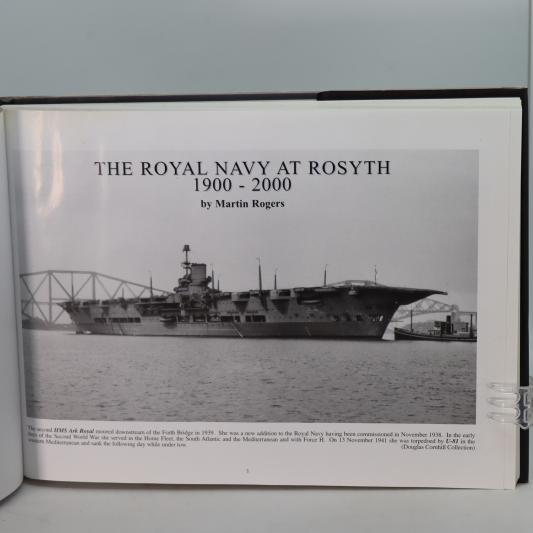 THE ROYAL NAVY AT ROSYTH
1900 - 2000
by Martin Rogers
The second HMS Ark Royal moored downstream of the Forth Bridge in 1939. She was a new addition to the Royal Navy having been commissioned in November 1938. In the early
days of the Second World War she served in the Home Fleet, the South Atlantic and the Mediterranean and with Force H. On 13 November 1941 she was torpedoed by U-81 in the
western Mediterranean and sank the following day while under tow. (Douglas Cornhill Collection)
1